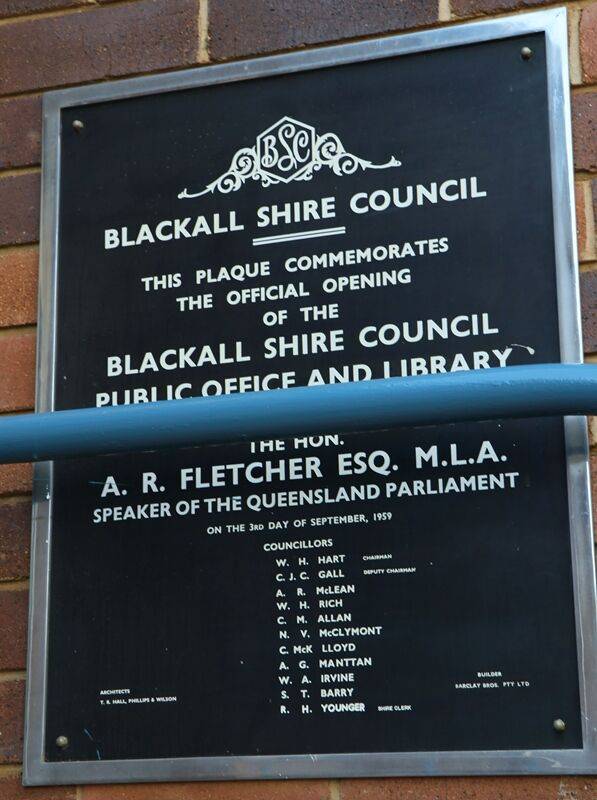 BSC
BLACKALL SHIRE COUNCIL
THIS PLAQUE COMMEMORATES
THE OFFICIAL OPENING
OF THE
BLACKALL SHIRE COUNCIL
PUBLIC OFFICE AND LIBRARY
THE HON.
A. R. FLETCHER ESQ. M.L.A.
SPEAKER OF THE QUEENSLAND PARLIAMENT
ON THE 3RD DAY OF SEPTEMBER, 1959
COUNCILLORS
W. H. HART CHAIRMAN
C. J. C. GALL DEPUTY CHAIRMAN
A. R. McLEAN
W. H. RICH
C. M. ALLAN
N. V. McCLYMONT
C. McK LLOYD
A. G. MANTTAN
W. A. IRVINE
S. T. BARRY
R. H. YOUNGER SHIRE CLERK
ARCHITECTS
T. R. HALL, PHILLIPS & WILSON
BUILDER
BARCLAY BROS. PTY LTD